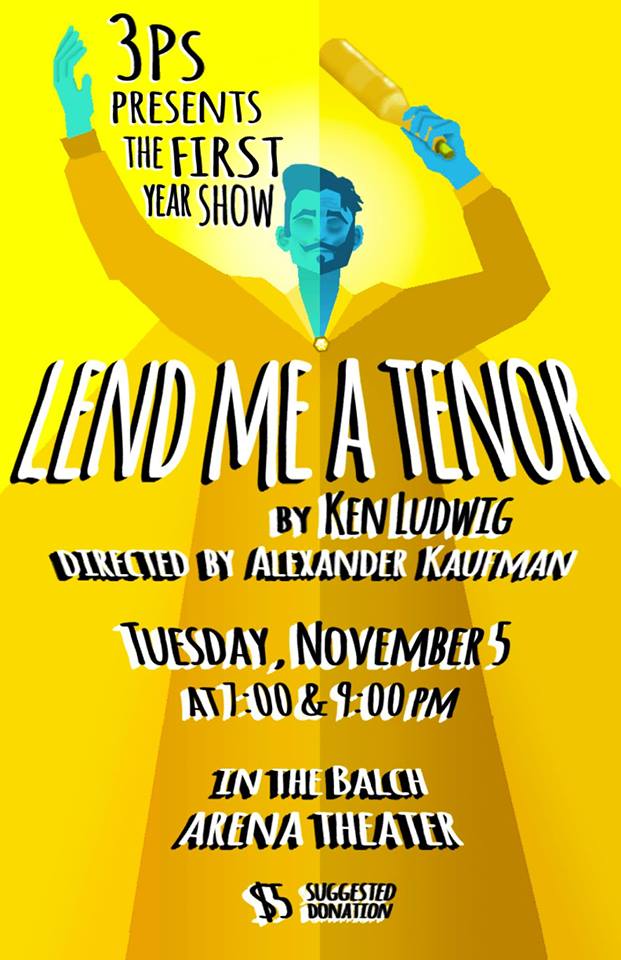 3Ps
PRESENTS
THE FIRST
YEAR SHOW
LEND ME A TENOR
BY KEN LUDWIG
DIRECTED BY ALEXANDER KAUFMAN
TUESDAY, NOVEMBER 5
AT 7:00 & 9:00 PM
IN THE BALCH
ARENA THEATER
$5 SUGGESTED
DONATION